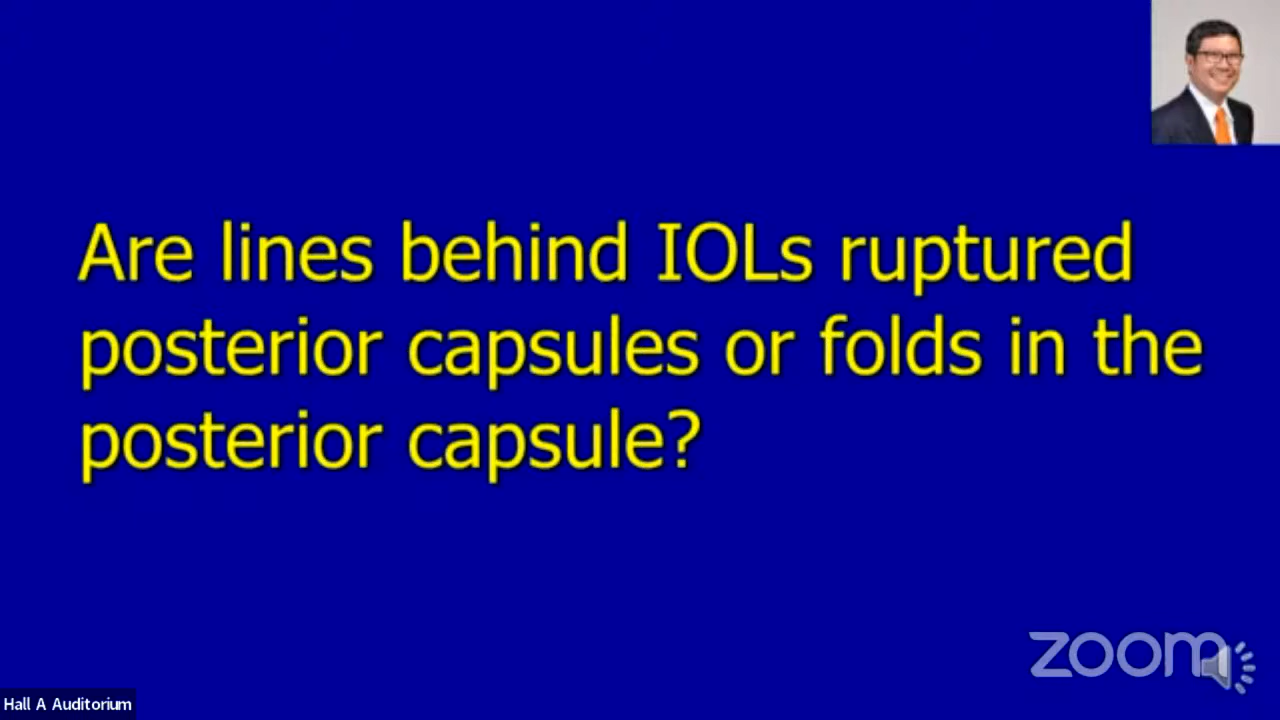 Are lines behind IOLs ruptured
posterior capsules or folds in the
posterior capsule?
zoom
Hall A Auditorium